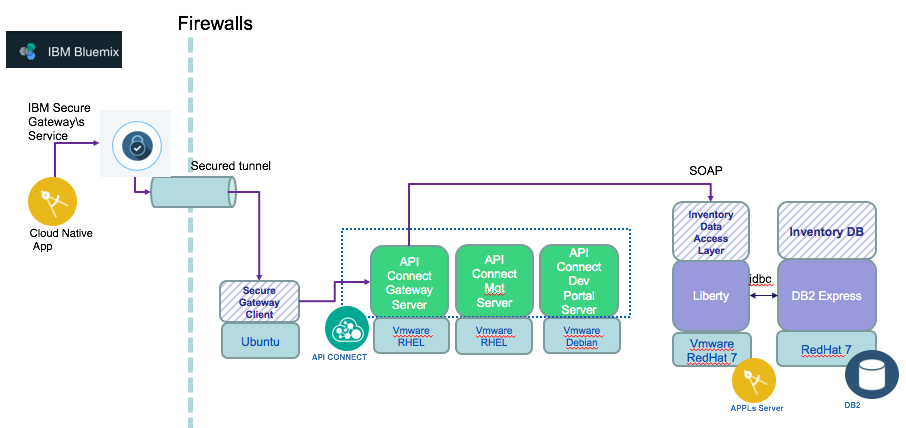 Firewalls
IBM Bluemix
IBM Secure
Gateway\s
Service
Secured tunnel
Cloud Native
App
SOAP
Inventory
Data
Access
Layer
Inventory DB
API
Connect
Gateway
Server
API
Connect
Mgt
Server
API
Connect
Dev
Portal
Server
jdbc
Secure
Gateway
Client
Liberty
DB2 Express
Ubuntu
Vmware
RHEL
Vmware
RHEL
Vmware
Debian
Vmware
RedHat 7
RedHat 7
API CONNECT
APPLs Server
DB2